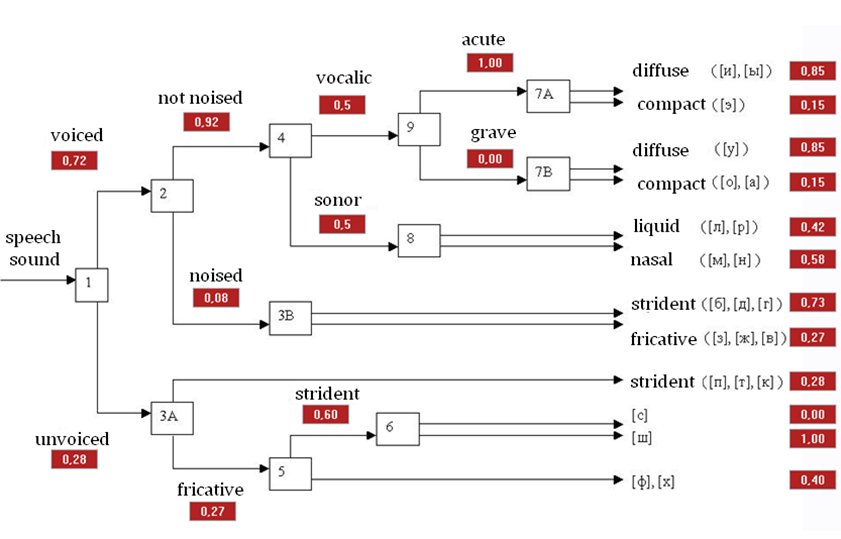 acute
1,00
diffuse ([и],[ы]) 0,85
vocalic
0,5
7A
not noised
0,92
compact ([э]) 0,15
voiced
0,72
4
9
grave
0,00
diffuse ([у]) 0,85
7B
compact ([о],[а]) 0,15
2
sonor
0,5
liquid ([л],[р]) 0,42
8
speech
sound
nasal ([м],[н]) 0,58
1
noised
0,08
3B
strident ([б],[д],[г]) 0,73
fricative ([з],[ж],[в]) 0,27
strident ([п],[т],[к]) 0,28
strident
0,60
3A
[с] 0,00
6
[ш] 1,00
unvoiced
0,28
5
[ф],[х] 0,40
fricative
0,27